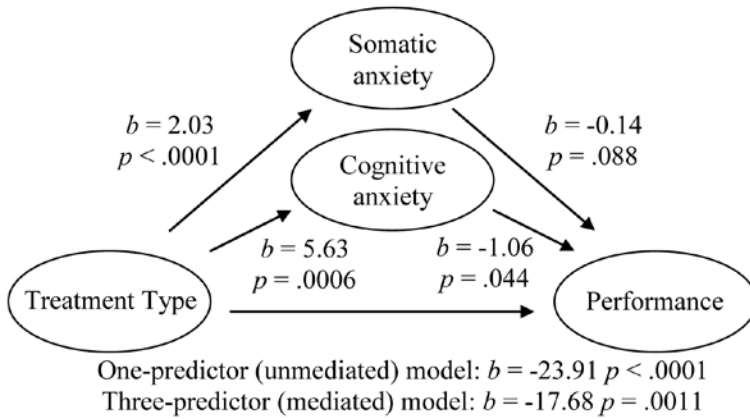 Somatic
anxiety
b = 2.03
p < .0001
b = -0.14
p = .088
Cognitive
anxiety
b = 5.63
p = .0006
b = -1.06
p = .044
Treatment Type
Performance
One-predictor (unmediated) model: b = -23.91 p < .0001
Three-predictor (mediated) model: b = -17.68 p = .0011